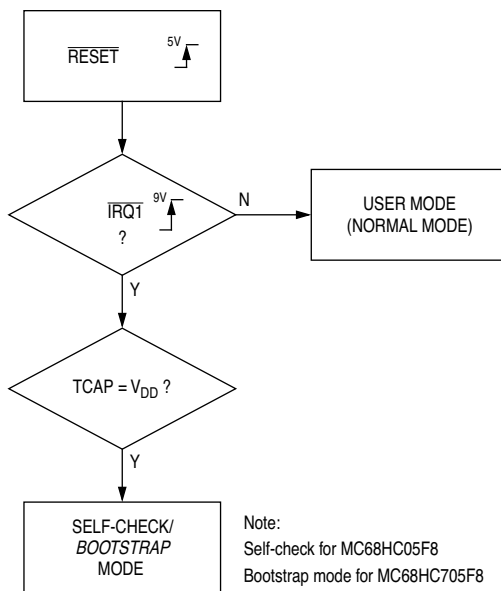 RESET 5V
IRQ1 9V
?
N
USER MODE
(NORMAL MODE)
Y
TCAP = VDD ?
Y
SELF-CHECK/
BOOTSTRAP
MODE
Note:
Self-check for MC68HC05F8
Bootstrap mode for MC68HC705F8